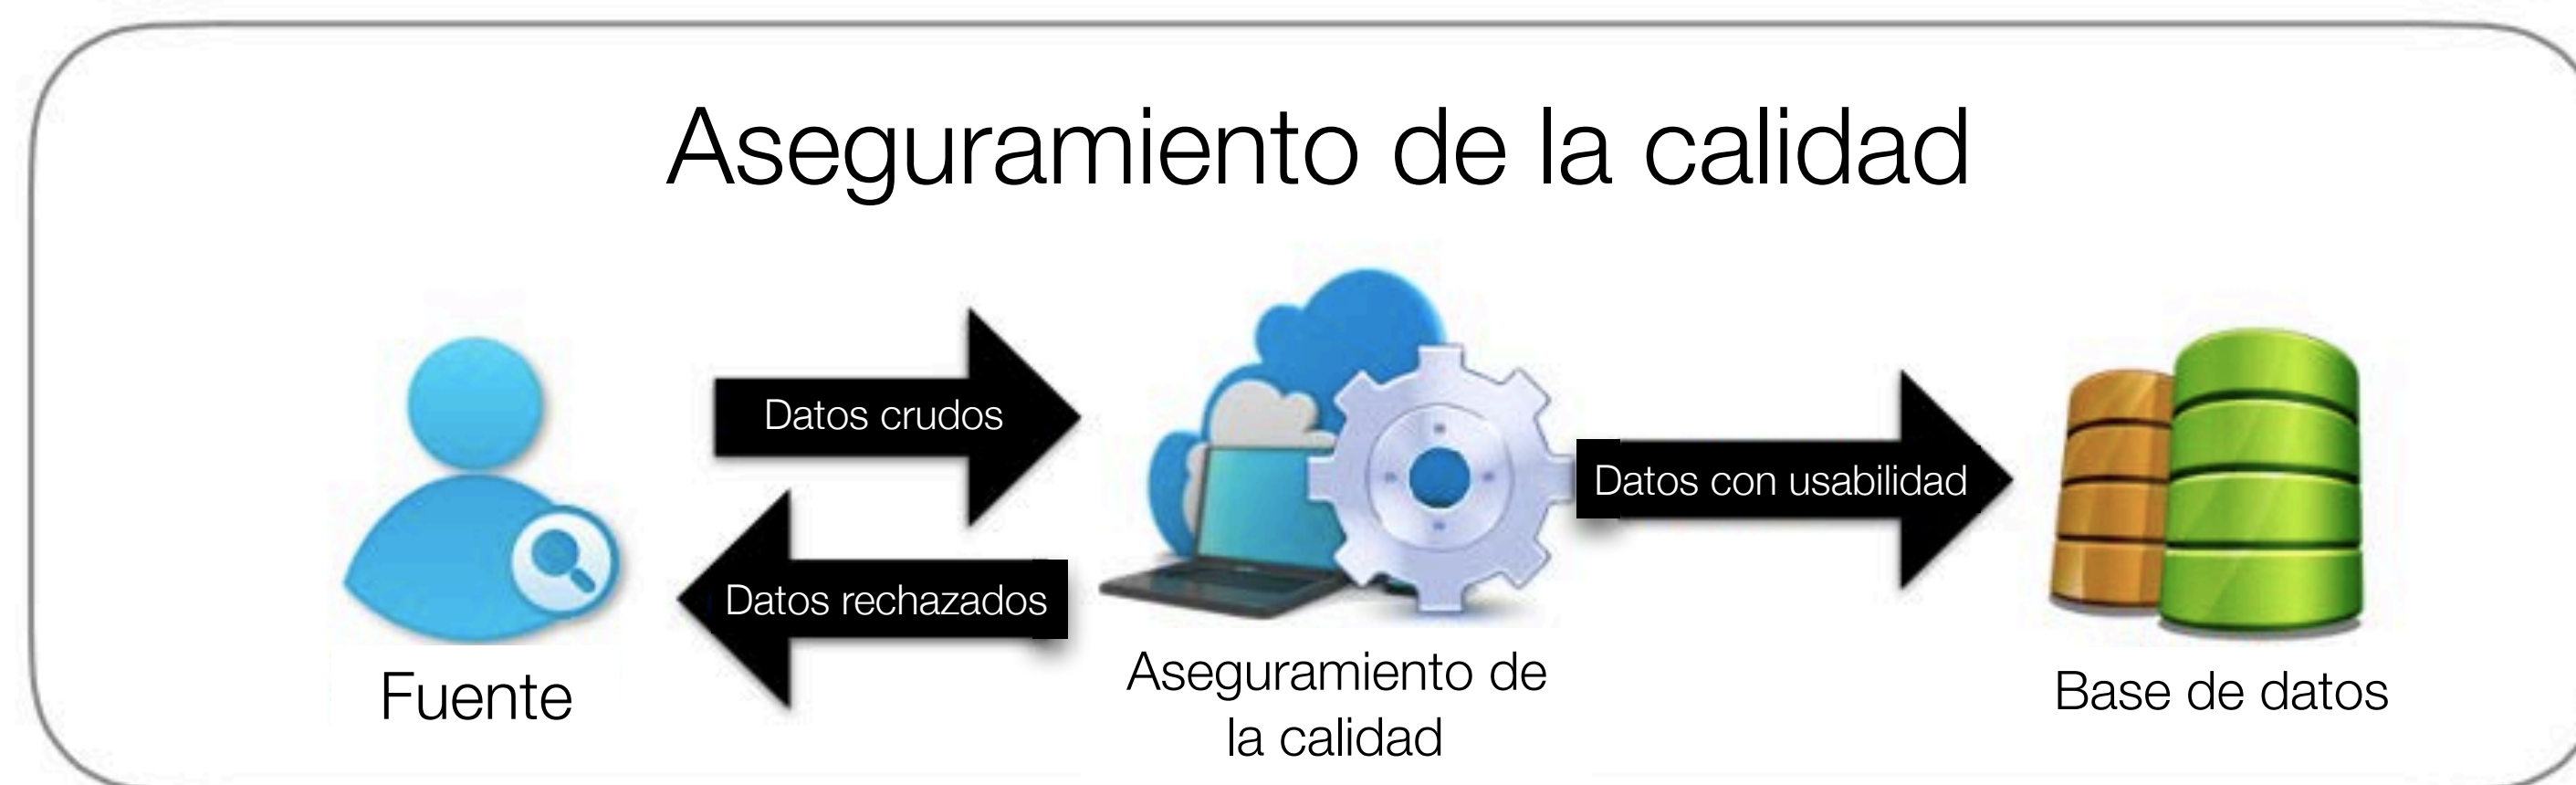 Aseguramiento de la calidad
Datos crudos
Datos con usabilidad
Datos rechazados
Fuente
Aseguramiento de
la calidad
Base de datos